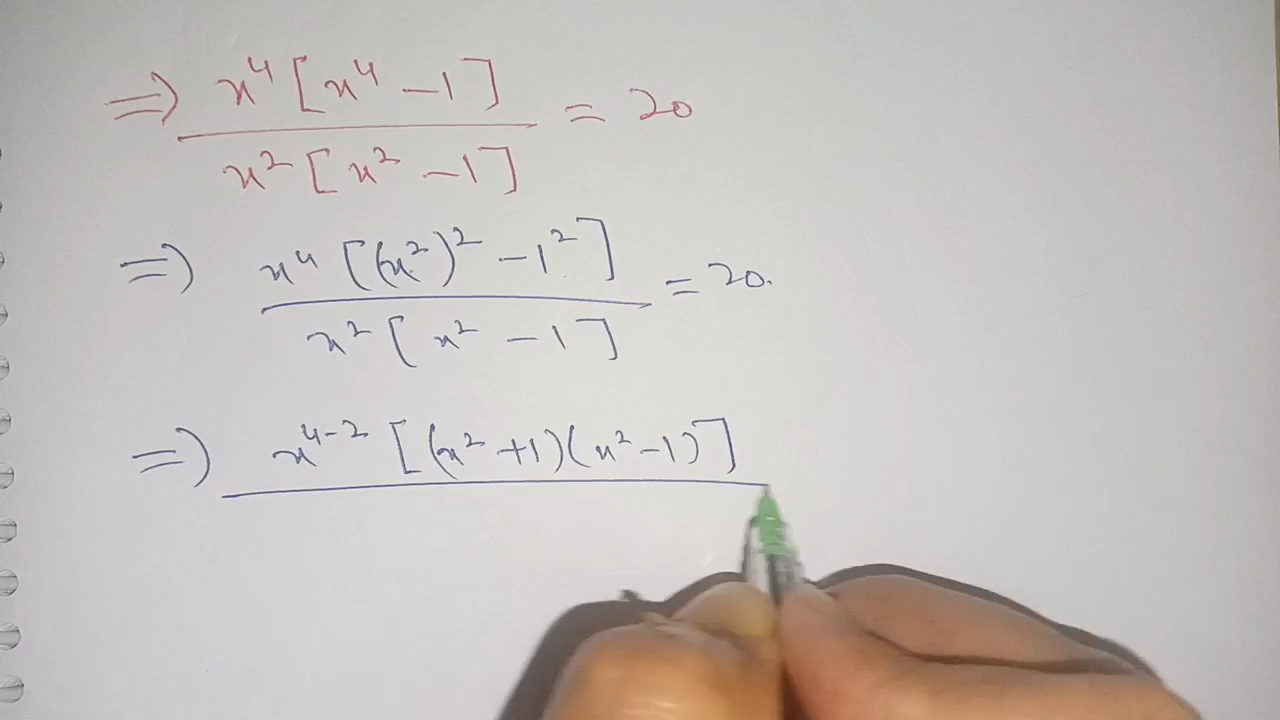 ⇒ x⁴[x⁴ − 1] = 20
x²[x² − 1]
⇒ x⁴[(x²)² − 1²] = 20.
x²[x² − 1]
⇒ x⁴⁻²[(x² + 1)(x² − 1)]